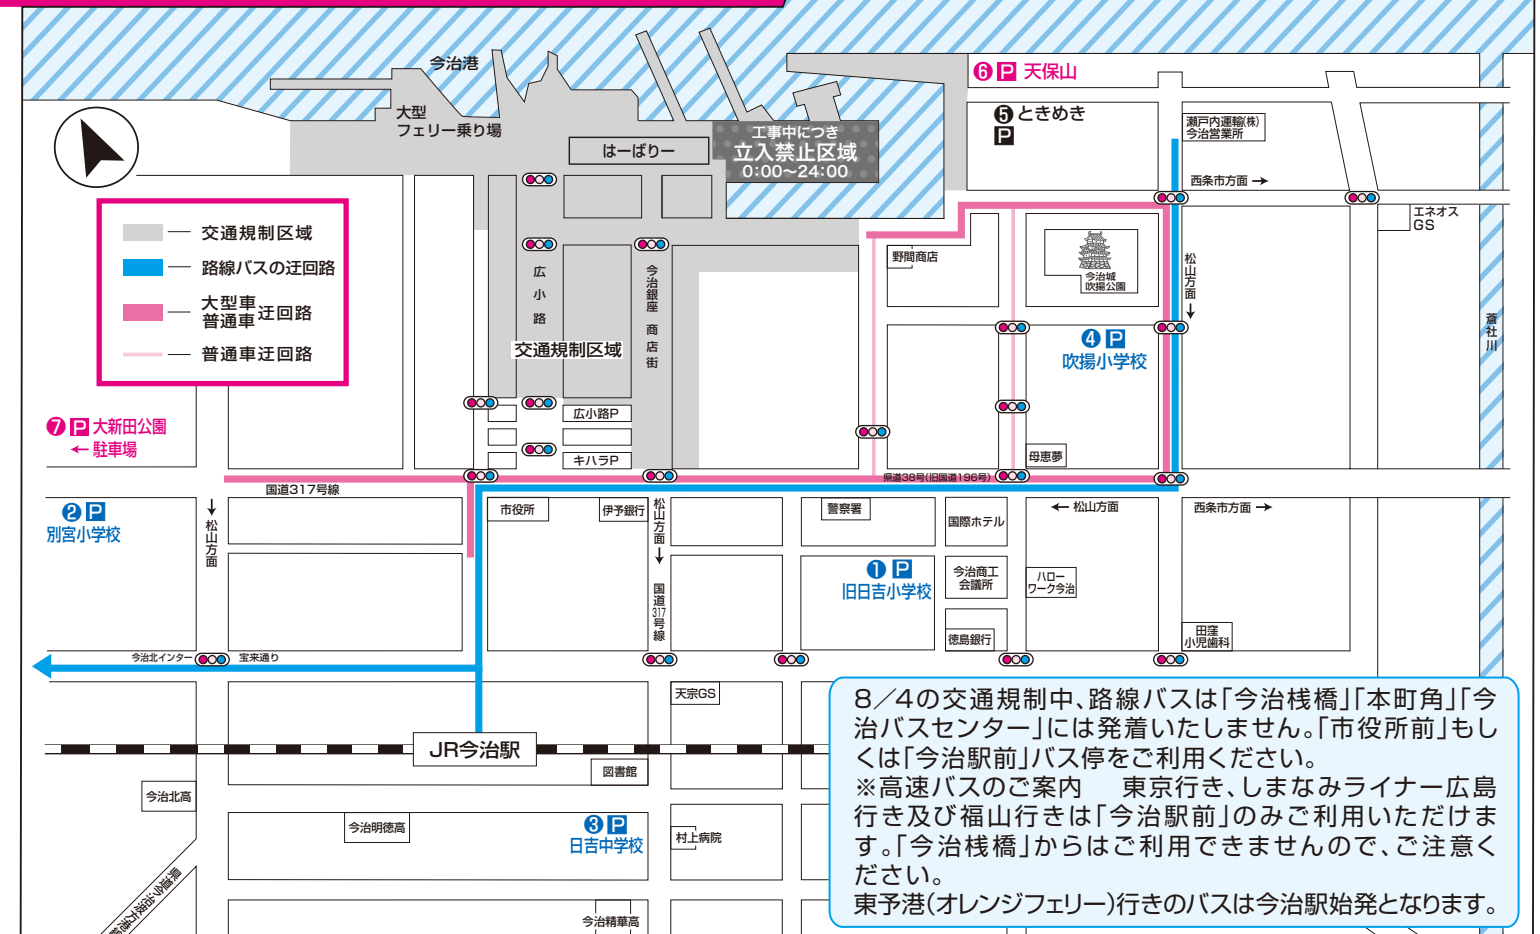 今治港
大型
フェリー乗り場
はーばりー
工事中につき
立入禁止区域
0:00〜24:00
❻ P 天保山
❺ ときめき
P
瀬戸内運輸(株)
今治営業所
西条市方面 →
エネオス
GS
交通規制区域
路線バスの迂回路
大型車
普通車 迂回路
普通車迂回路
広小路
今治銀座 商店街
交通規制区域
野間商店
今治城
吹揚公園
松山方面 →
❹ P
吹揚小学校
蒼社川
❼ P 大新田公園
← 駐車場
広小路P
キハラP
母恵夢
国道317号線
県道38号(旧国道196号)
❷ P
別宮小学校
→ 松山方面
市役所
伊予銀行
松山方面 →
国道317号線
警察署
国際ホテル
← 松山方面
西条市方面 →
❶ P
旧日吉小学校
今治商工
会議所
ハロー
ワーク今治
徳島銀行
田窪
小児歯科
今治北インター
宝来通り
天宗GS
JR今治駅
図書館
今治北高
今治明徳高
❸ P
日吉中学校
村上病院
今治精華高
県道今治波方港線
8／4の交通規制中、路線バスは「今治桟橋」「本町角」「今
治バスセンター」には発着いたしません。「市役所前」もし
くは「今治駅前」バス停をご利用ください。
※高速バスのご案内　東京行き、しまなみライナー広島
行き及び福山行きは「今治駅前」のみご利用いただけま
す。「今治桟橋」からはご利用できませんので、ご注意く
ださい。
東予港(オレンジフェリー)行きのバスは今治駅始発となります。